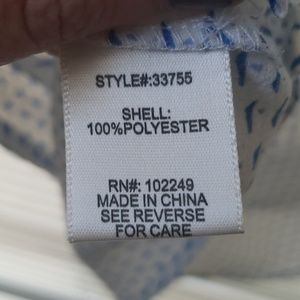 STYLE#:33755
SHELL:
100%POLYESTER
RN#: 102249
MADE IN CHINA
SEE REVERSE
FOR CARE